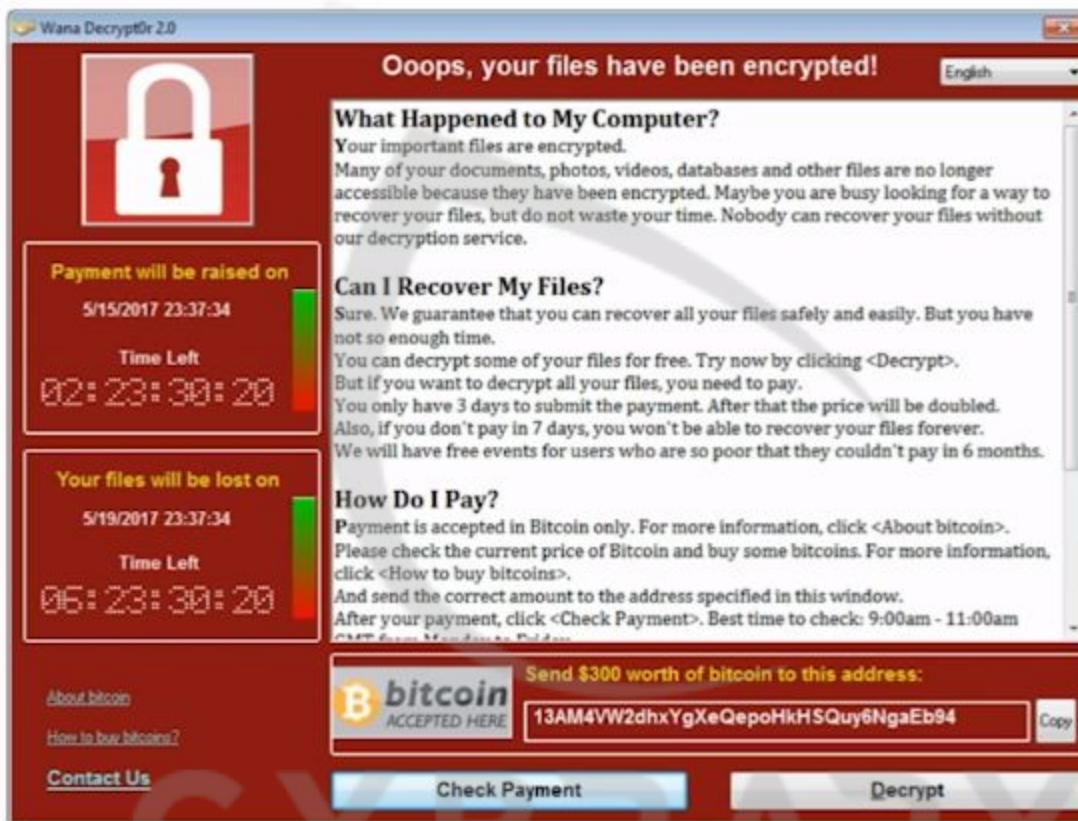 Wana Decrypt0r 2.0
Ooops, your files have been encrypted!
English
What Happened to My Computer?
Your important files are encrypted.
Many of your documents, photos, videos, databases and other files are no longer
accessible because they have been encrypted. Maybe you are busy looking for a way to
recover your files, but do not waste your time. Nobody can recover your files without
our decryption service.
Can I Recover My Files?
Sure. We guarantee that you can recover all your files safely and easily. But you have
not so enough time.
You can decrypt some of your files for free. Try now by clicking <Decrypt>.
But if you want to decrypt all your files, you need to pay.
You only have 3 days to submit the payment. After that the price will be doubled.
Also, if you don't pay in 7 days, you won't be able to recover your files forever.
We will have free events for users who are so poor that they couldn't pay in 6 months.
How Do I Pay?
Payment is accepted in Bitcoin only. For more information, click <About bitcoin>.
Please check the current price of Bitcoin and buy some bitcoins. For more information,
click <How to buy bitcoins>.
And send the correct amount to the address specified in this window.
After your payment, click <Check Payment>. Best time to check: 9:00am - 11:00am
GMT from Monday to Friday
Payment will be raised on
5/15/2017 23:37:34
Time Left
02:23:30:20
Your files will be lost on
5/19/2017 23:37:34
Time Left
06:23:30:20
About bitcoin
How to buy bitcoins?
Contact Us
bitcoin
ACCEPTED HERE
Send $300 worth of bitcoin to this address:
13AM4VW2dhxYgXeQepoHkHSQuy6NgaEb94
Copy
Check Payment
Decrypt